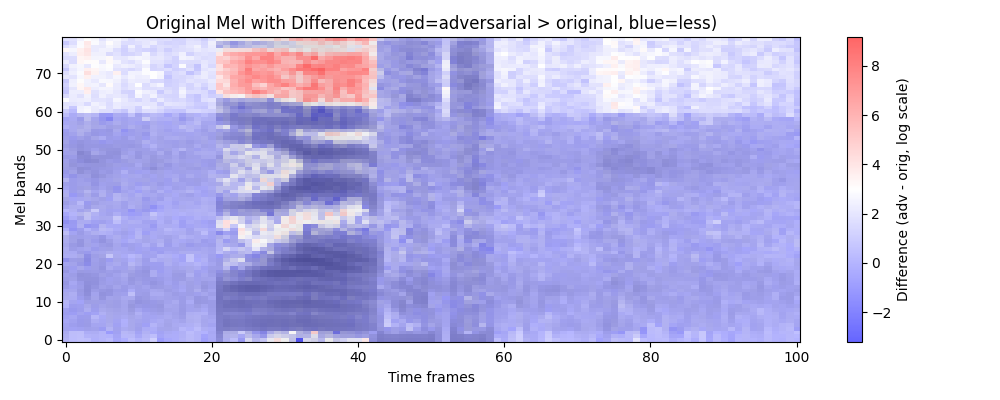 Original Mel with Differences (red=adversarial > original, blue=less)
Mel bands
70
60
50
40
30
20
10
0
0 20 40 60 80 100
Time frames
8
6
4
2
0
−2
Difference (adv - orig, log scale)